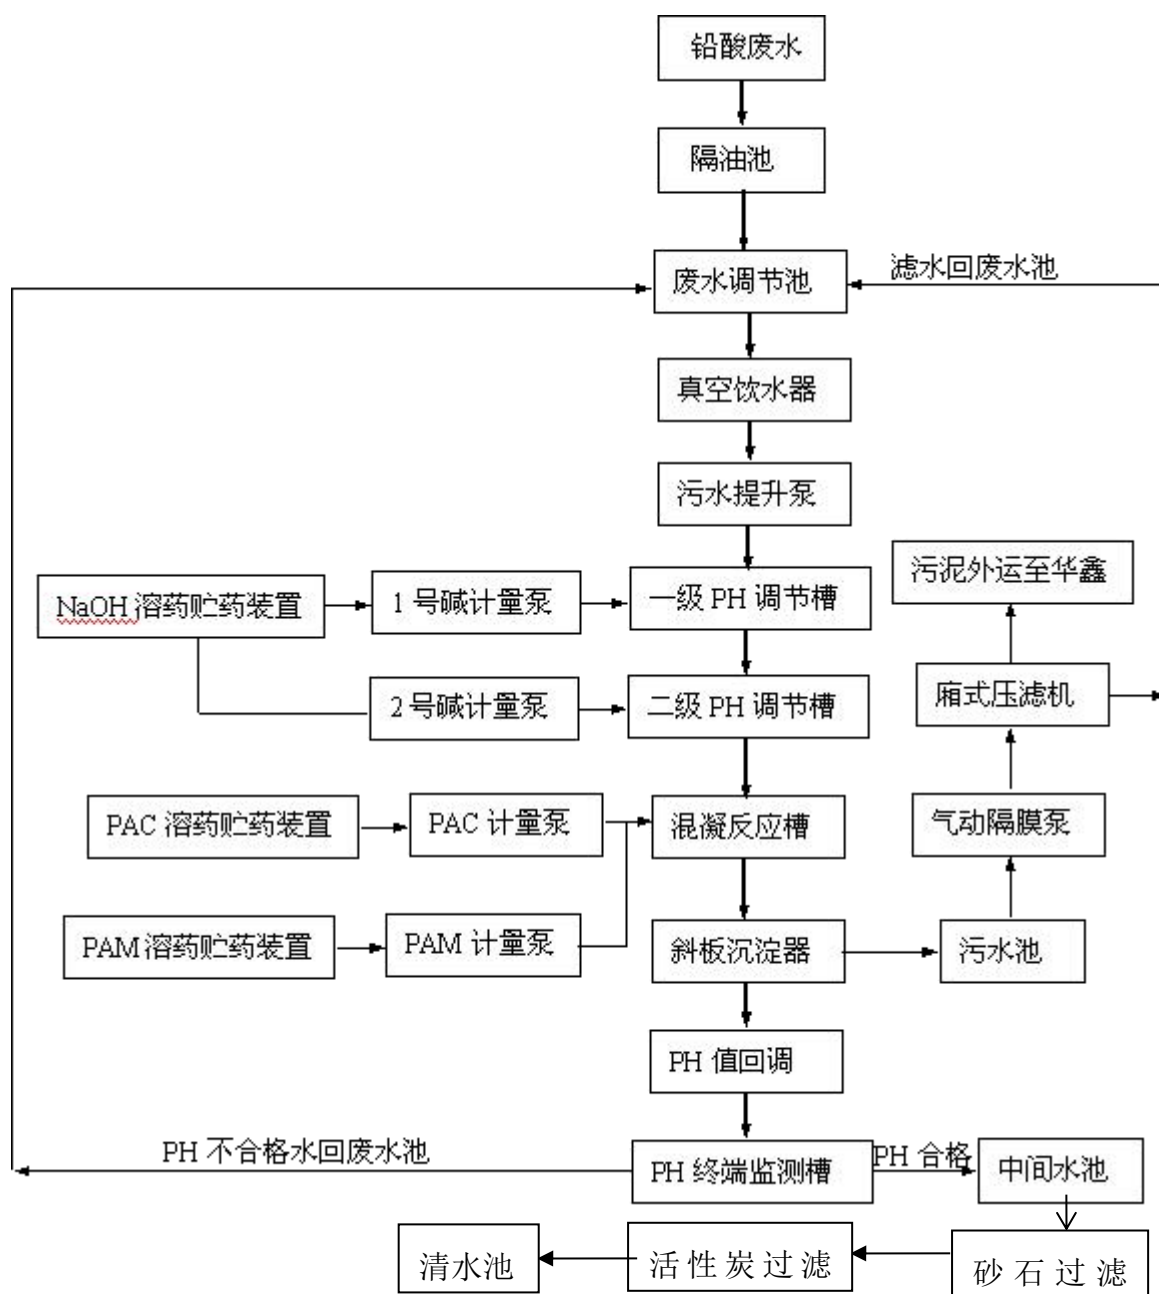 铅酸废水
隔油池
滤水回废水池
废水调节池
真空饮水器
污水提升泵
污泥外运至华鑫
NaOH 溶药贮药装置
1号碱计量泵
一级 PH 调节槽
2号碱计量泵
二级 PH 调节槽
厢式压滤机
PAC 溶药贮药装置
PAC 计量泵
混凝反应槽
气动隔膜泵
PAM 溶药贮药装置
PAM 计量泵
斜板沉淀器
污水池
PH 值回调
PH 不合格水回废水池
PH 终端监测槽
PH 合格
中间水池
清水池
活性炭过滤
砂石过滤